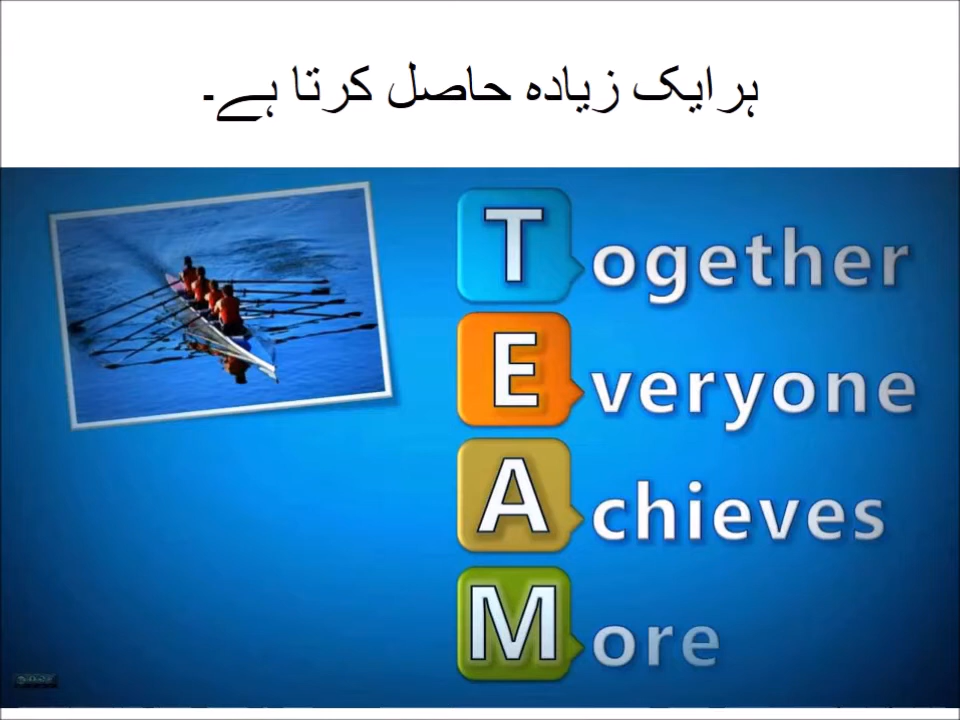 ہر ایک زیادہ حاصل کرتا ہے۔
Together
Everyone
Achieves
More